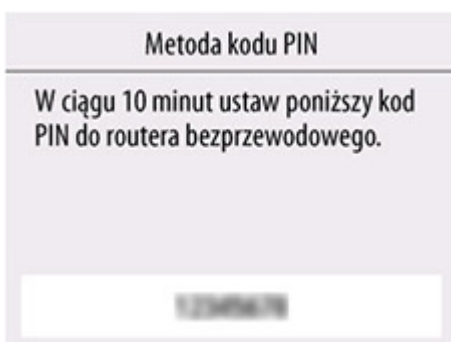 Metoda kodu PIN
W ciągu 10 minut ustaw poniższy kod
PIN do routera bezprzewodowego.